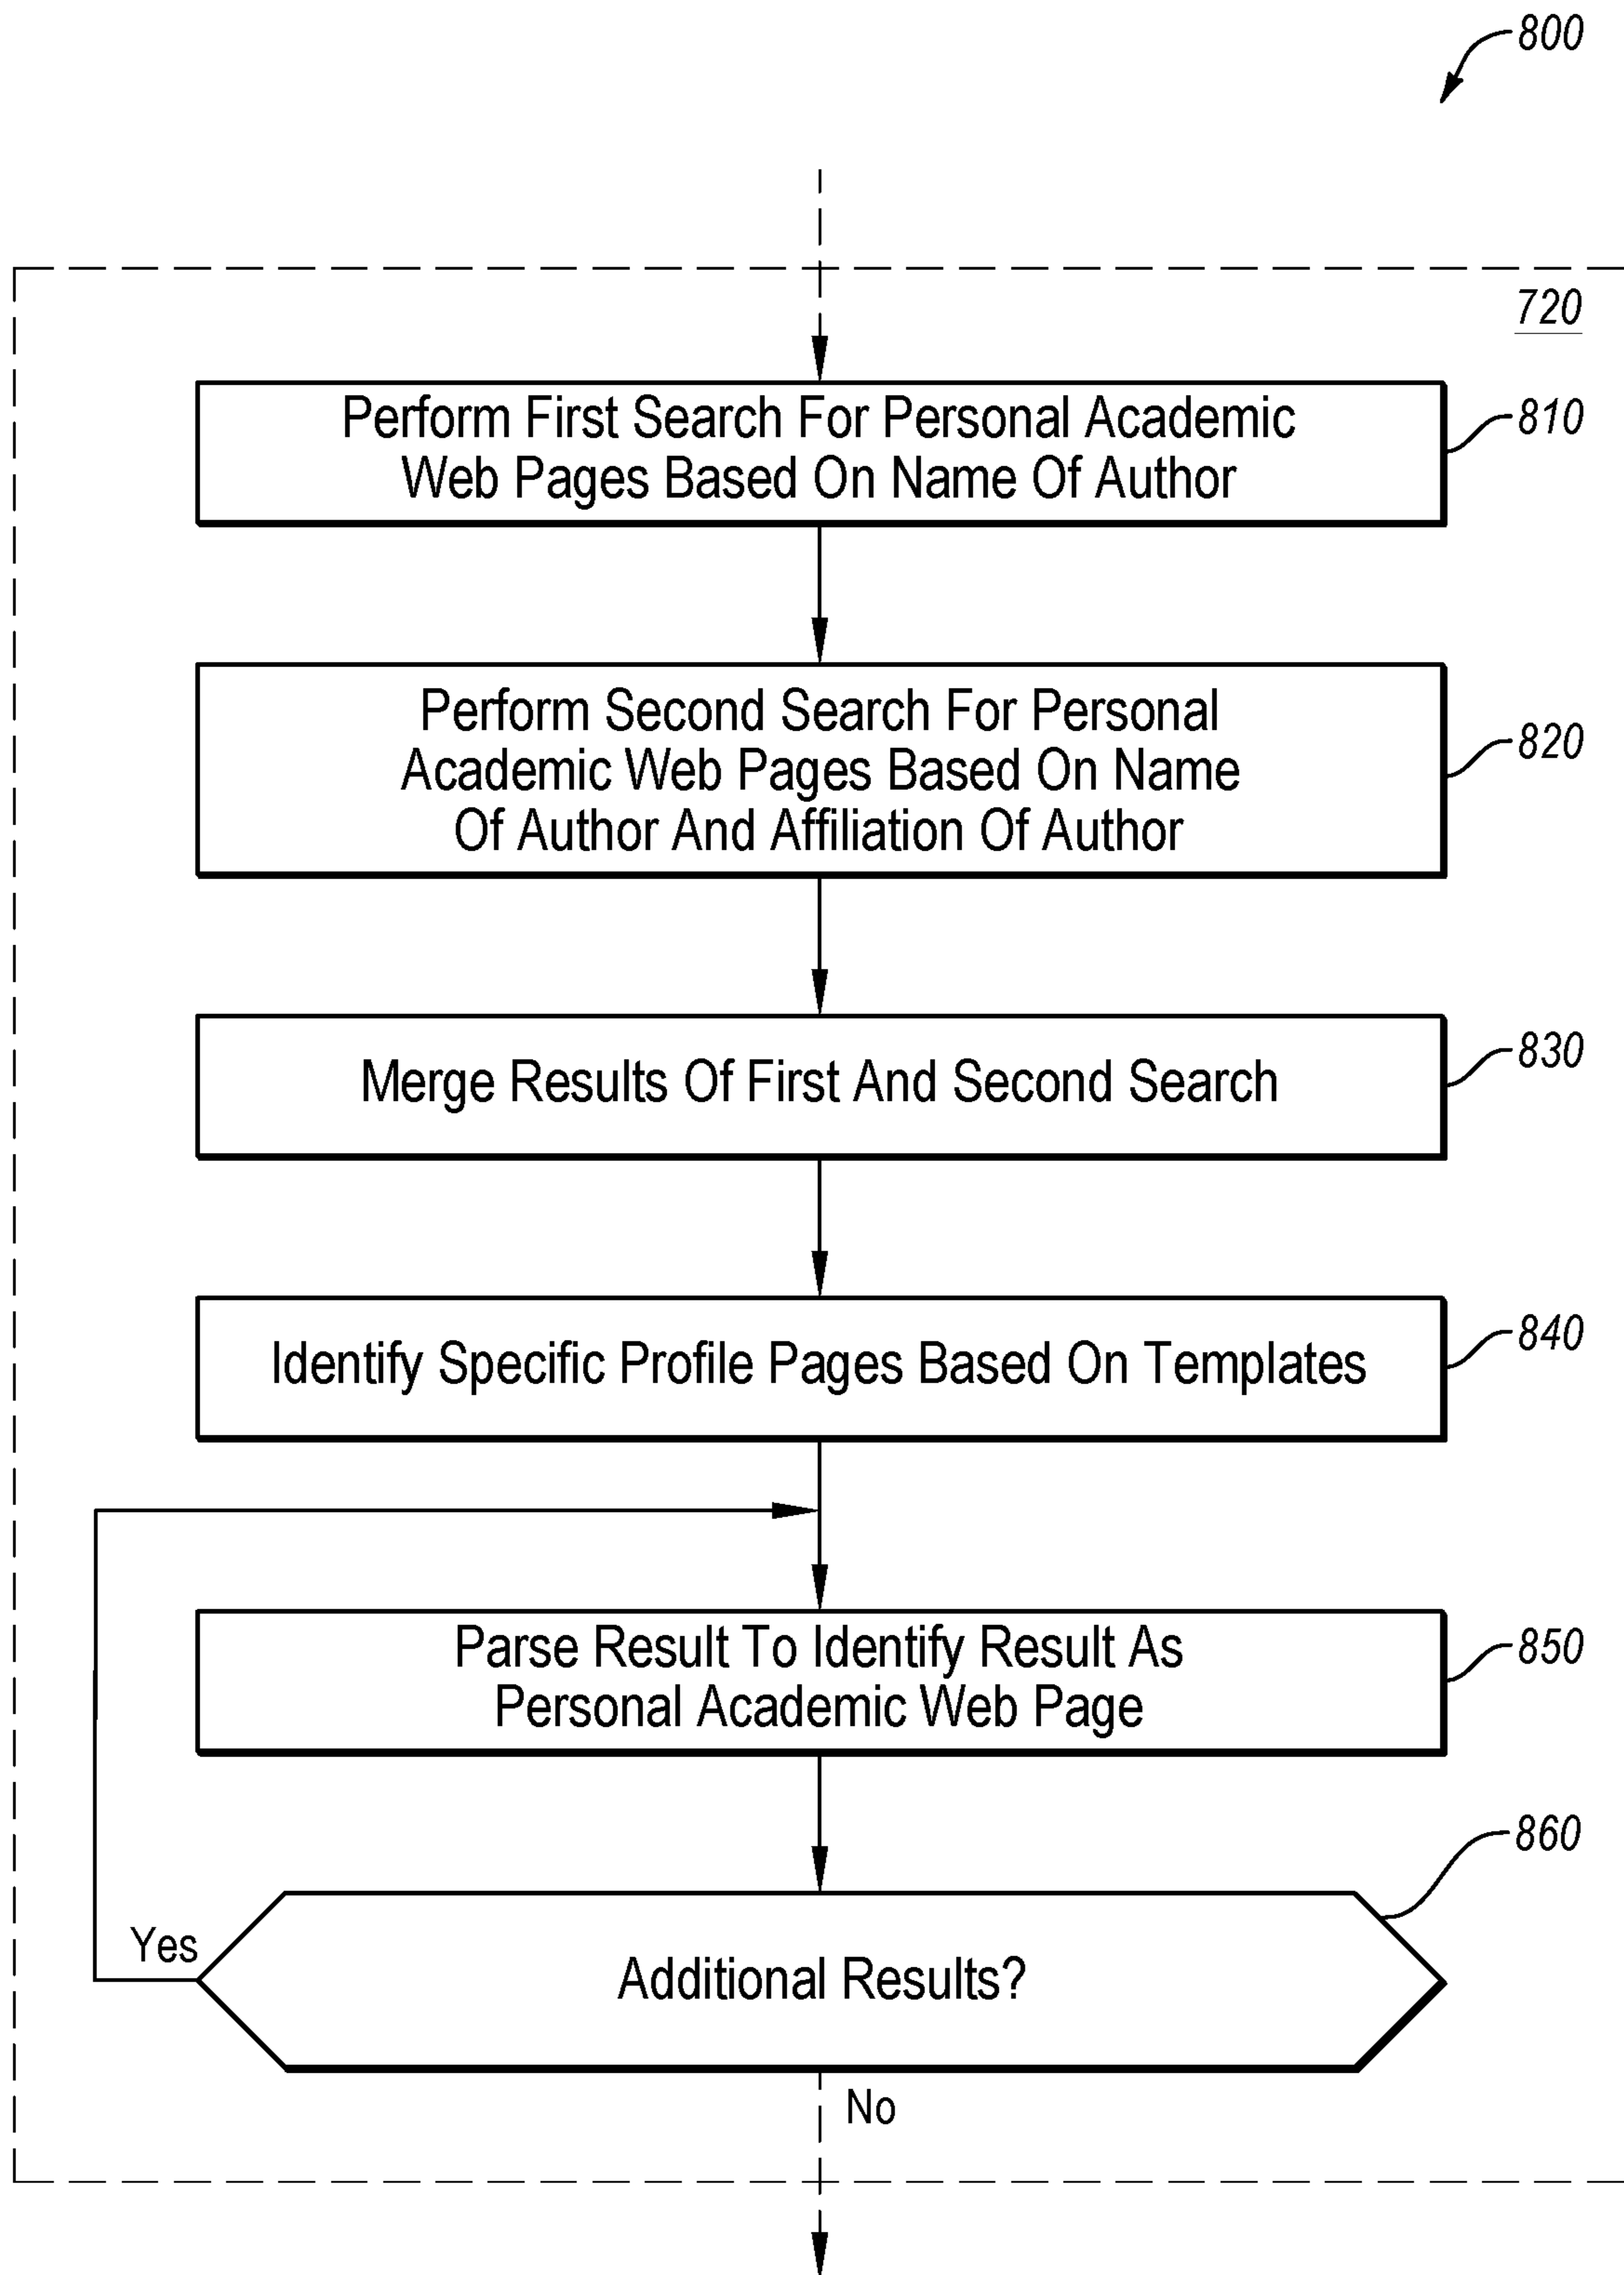 800
720
Perform First Search For Personal Academic
Web Pages Based On Name Of Author
810
Perform Second Search For Personal
Academic Web Pages Based On Name
Of Author And Affiliation Of Author
820
Merge Results Of First And Second Search
830
Identify Specific Profile Pages Based On Templates
840
Parse Result To Identify Result As
Personal Academic Web Page
850
860
Yes
Additional Results?
No